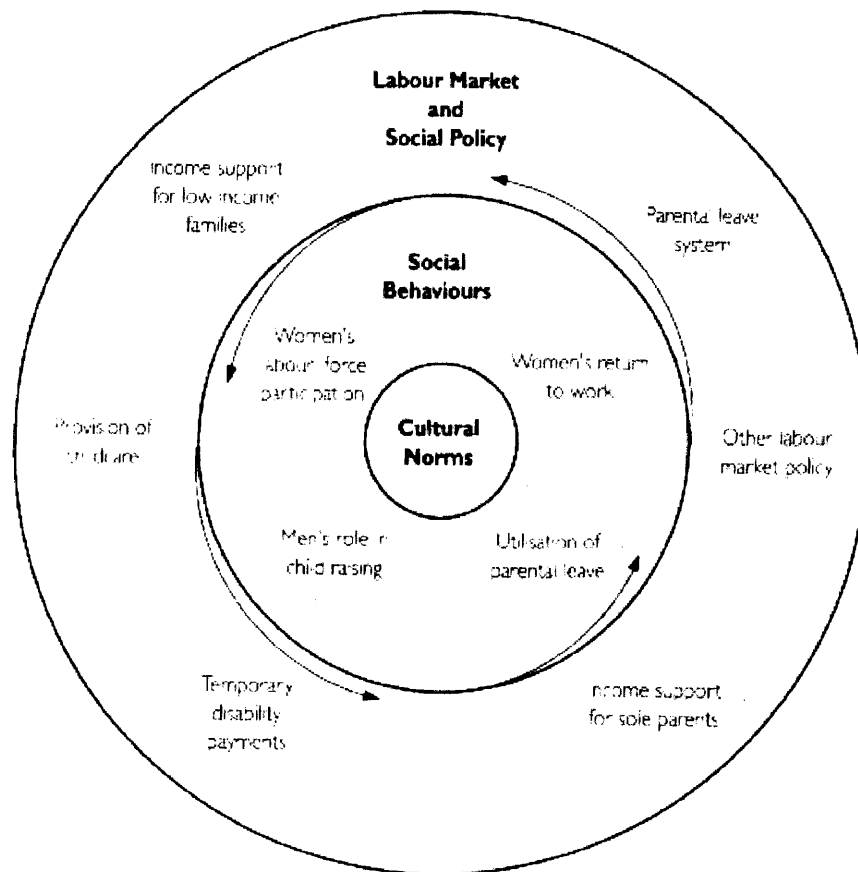 Labour Market
and
Social Policy
Income support
for low income
families
Parental leave
system
Social
Behaviours
Women's
labour force
participation
Women's return
to work
Cultural
Norms
Provision of
childcare
Other labour
market policy
Men's role in
child raising
Utilisation of
parental leave
Temporary
disability
payments
Income support
for sole parents